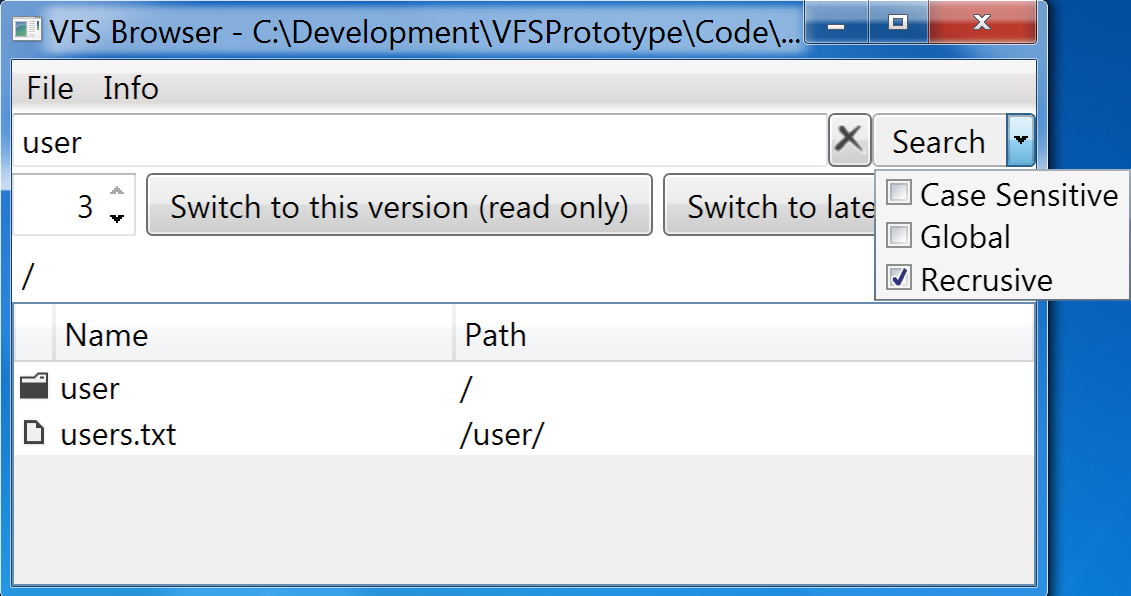 VFS Browser - C:\Development\VFSPrototype\Code\...
File Info
user Search
Case Sensitive
3 Switch to this version (read only) Switch to late
Global
/
Recrusive
Name Path
user /
users.txt /user/